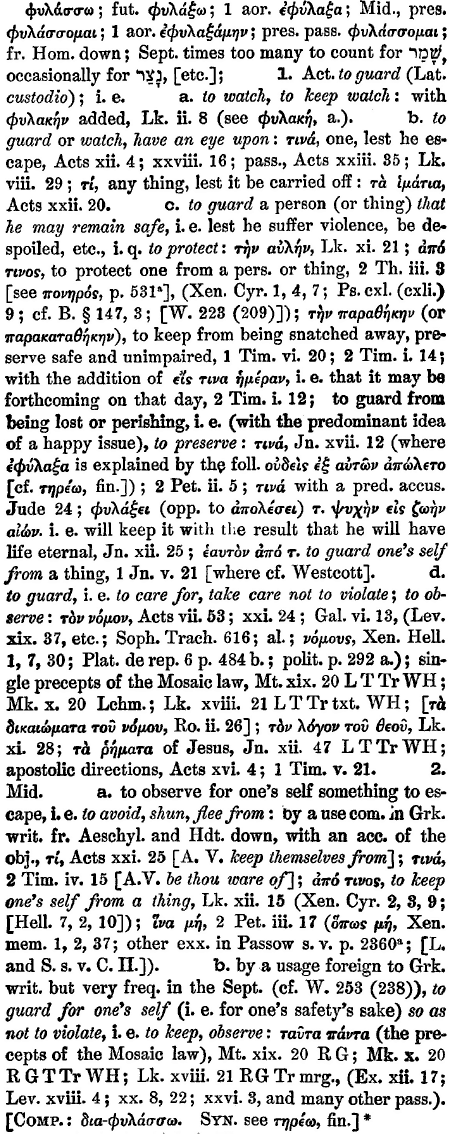 φυλάσσω; fut. φυλάξω; 1 aor. ἐφύλαξα; Mid., pres.
φυλάσσομαι; 1 aor. ἐφυλαξάμην; pres. pass. φυλάσσομαι;
fr. Hom. down; Sept. times too many to count for שָׁמַר,
occasionally for נָצַר, [etc.]; 1. Act. to guard (Lat.
custodio); i. e. a. to watch, to keep watch: with
φυλακήν added, Lk. ii. 8 (see φυλακή, a.). b. to
guard or watch, have an eye upon: τινά, one, lest he es-
cape, Acts xii. 4; xxviii. 16; pass., Acts xxiii. 35; Lk.
viii. 29; τί, any thing, lest it be carried off: τὰ ἱμάτια,
Acts xxii. 20. c. to guard a person (or thing) that
he may remain safe, i. e. lest he suffer violence, be de-
spoiled, etc., i. q. to protect: τὴν αὐλήν, Lk. xi. 21; ἀπό
τινος, to protect one from a pers. or thing, 2 Th. iii. 3
[see πονηρός, p. 531ᵃ], (Xen. Cyr. 1, 4, 7; Ps. cxl. (cxli.)
9; cf. B. § 147, 3; [W. 223 (209)]); τὴν παραθήκην (or
παρακαταθήκην), to keep from being snatched away, pre-
serve safe and unimpaired, 1 Tim. vi. 20; 2 Tim. i. 14;
with the addition of εἴς τινα ἡμέραν, i. e. that it may be
forthcoming on that day, 2 Tim. i. 12; to guard from
being lost or perishing, i. e. (with the predominant idea
of a happy issue), to preserve: τινά, Jn. xvii. 12 (where
ἐφύλαξα is explained by the foll. οὐδεὶς ἐξ αὐτῶν ἀπώλετο
[cf. τηρέω, fin.]); 2 Pet. ii. 5; τινά with a pred. accus.
Jude 24; φυλάξει (opp. to ἀπολέσει) τ. ψυχὴν εἰς ζωὴν
αἰών. i. e. will keep it with the result that he will have
life eternal, Jn. xii. 25; ἑαυτὸν ἀπό τ. to guard one's self
from a thing, 1 Jn. v. 21 [where cf. Westcott]. d.
to guard, i. e. to care for, take care not to violate; to ob-
serve: τὸν νόμον, Acts vii. 53; xxi. 24; Gal. vi. 13, (Lev.
xix. 37, etc.; Soph. Trach. 616; al.; νόμους, Xen. Hell.
1, 7, 30; Plat. de rep. 6 p. 484 b.; polit. p. 292 a.); sin-
gle precepts of the Mosaic law, Mt. xix. 20 L T Tr WH;
Mk. x. 20 Lchm.; Lk. xviii. 21 L T Tr txt. WH; [τὰ
δικαιώματα τοῦ νόμου, Ro. ii. 26]; τὸν λόγον τοῦ θεοῦ, Lk.
xi. 28; τὰ ῥήματα of Jesus, Jn. xii. 47 L T Tr WH;
apostolic directions, Acts xvi. 4; 1 Tim. v. 21. 2.
Mid. a. to observe for one's self something to es-
cape, i. e. to avoid, shun, flee from: by a use com. in Grk.
writ. fr. Aeschyl. and Hdt. down, with an acc. of the
obj., τί, Acts xxi. 25 [A. V. keep themselves from]; τινά,
2 Tim. iv. 15 [A.V. be thou ware of]; ἀπό τινος, to keep
one's self from a thing, Lk. xii. 15 (Xen. Cyr. 2, 3, 9;
[Hell. 7, 2, 10]); ἵνα μή, 2 Pet. iii. 17 (ὅπως μή, Xen.
mem. 1, 2, 37; other exx. in Passow s. v. p. 2360ᵃ; [L.
and S. s. v. C. II.]). b. by a usage foreign to Grk.
writ. but very freq. in the Sept. (cf. W. 253 (238)), to
guard for one's self (i. e. for one's safety's sake) so as
not to violate, i. e. to keep, observe: ταῦτα πάντα (the pre-
cepts of the Mosaic law), Mt. xix. 20 R G; Mk. x. 20
R G T Tr WH; Lk. xviii. 21 R G Tr mrg., (Ex. xii. 17;
Lev. xviii. 4; xx. 8, 22; xxvi. 3, and many other pass.).
[COMP.: δια-φυλάσσω. SYN. see τηρέω, fin.] *